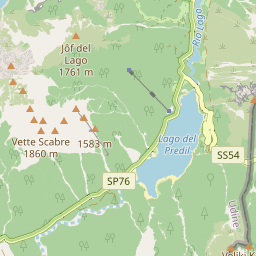 Jôf del
Lago
1761 m
Rio Lago
Vette Scabre
1860 m
1583 m
Lago del
Predil
SS54
SP76
Udine